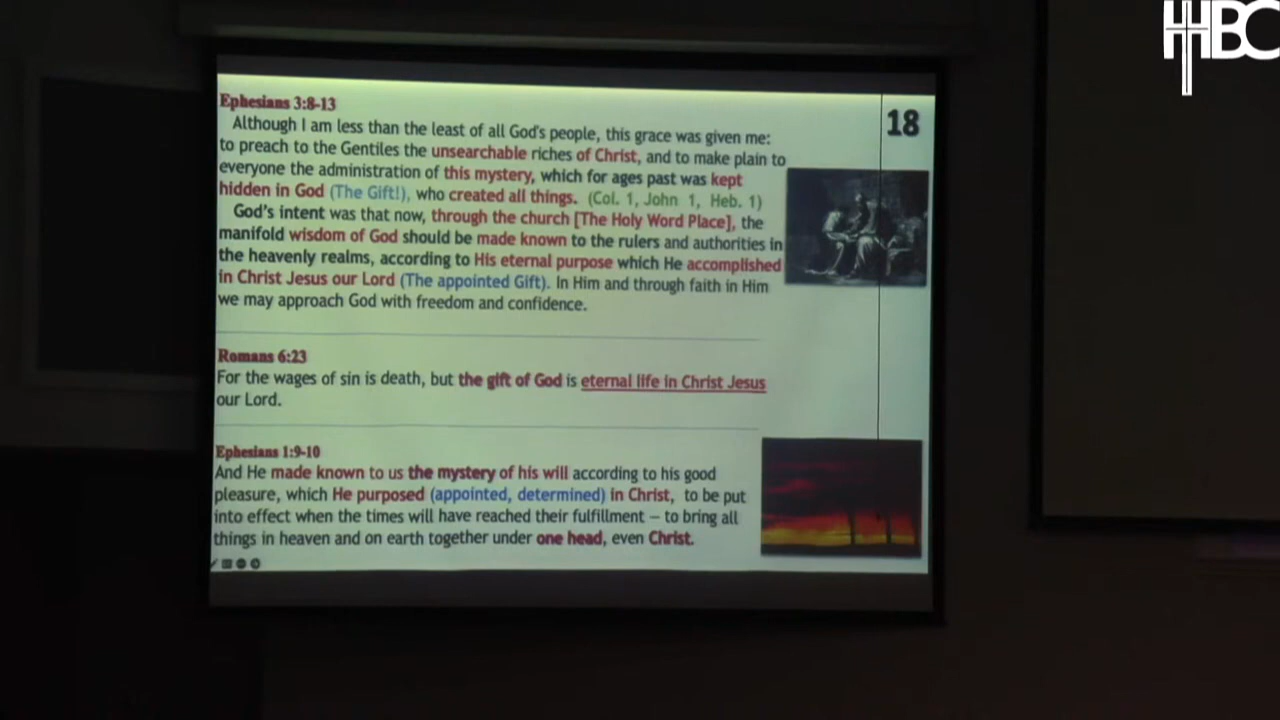 HBC
18
Ephesians 3:8-13
Although I am less than the least of all God's people, this grace was given me:
to preach to the Gentiles the unsearchable riches of Christ, and to make plain to
everyone the administration of this mystery, which for ages past was kept
hidden in God (The Gift!), who created all things. (Col. 1, John 1, Heb. 1)
God's intent was that now, through the church [The Holy Word Place], the
manifold wisdom of God should be made known to the rulers and authorities in
the heavenly realms, according to His eternal purpose which He accomplished
in Christ Jesus our Lord (The appointed Gift). In Him and through faith in Him
we may approach God with freedom and confidence.
Romans 6:23
For the wages of sin is death, but the gift of God is eternal life in Christ Jesus
our Lord.
Ephesians 1:9-10
And He made known to us the mystery of his will according to his good
pleasure, which He purposed (appointed, determined) in Christ, to be put
into effect when the times will have reached their fulfillment – to bring all
things in heaven and on earth together under one head, even Christ.